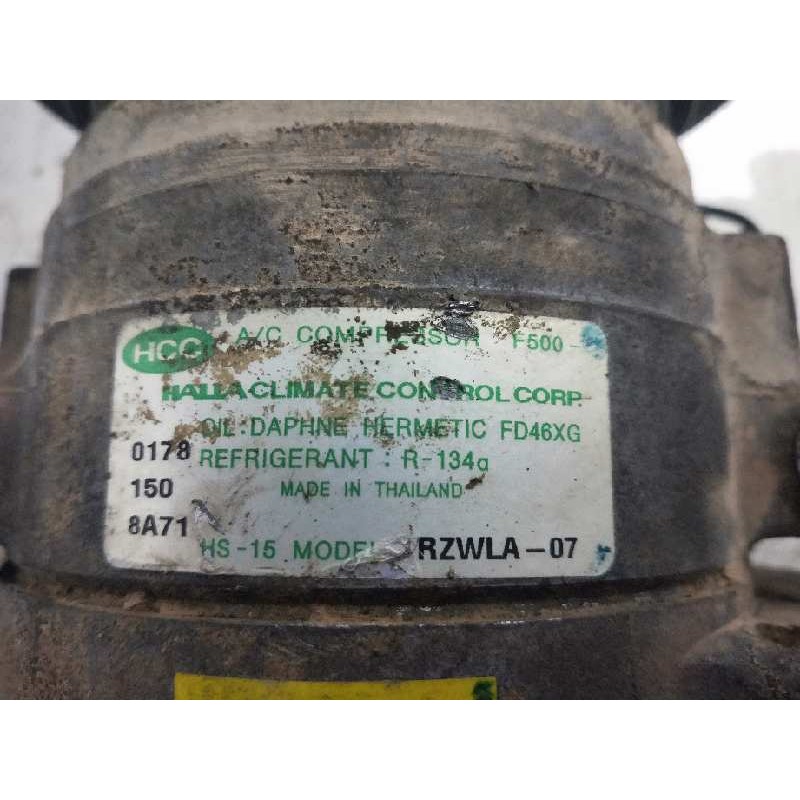 HCC A/C COMPRESSOR F500
HALLA CLIMATE CONTROL CORP.
OIL : DAPHNE HERMETIC FD46XG
0178 REFRIGERANT : R-134a
150 MADE IN THAILAND
8A71
HS-15 MODEL RZWLA-07